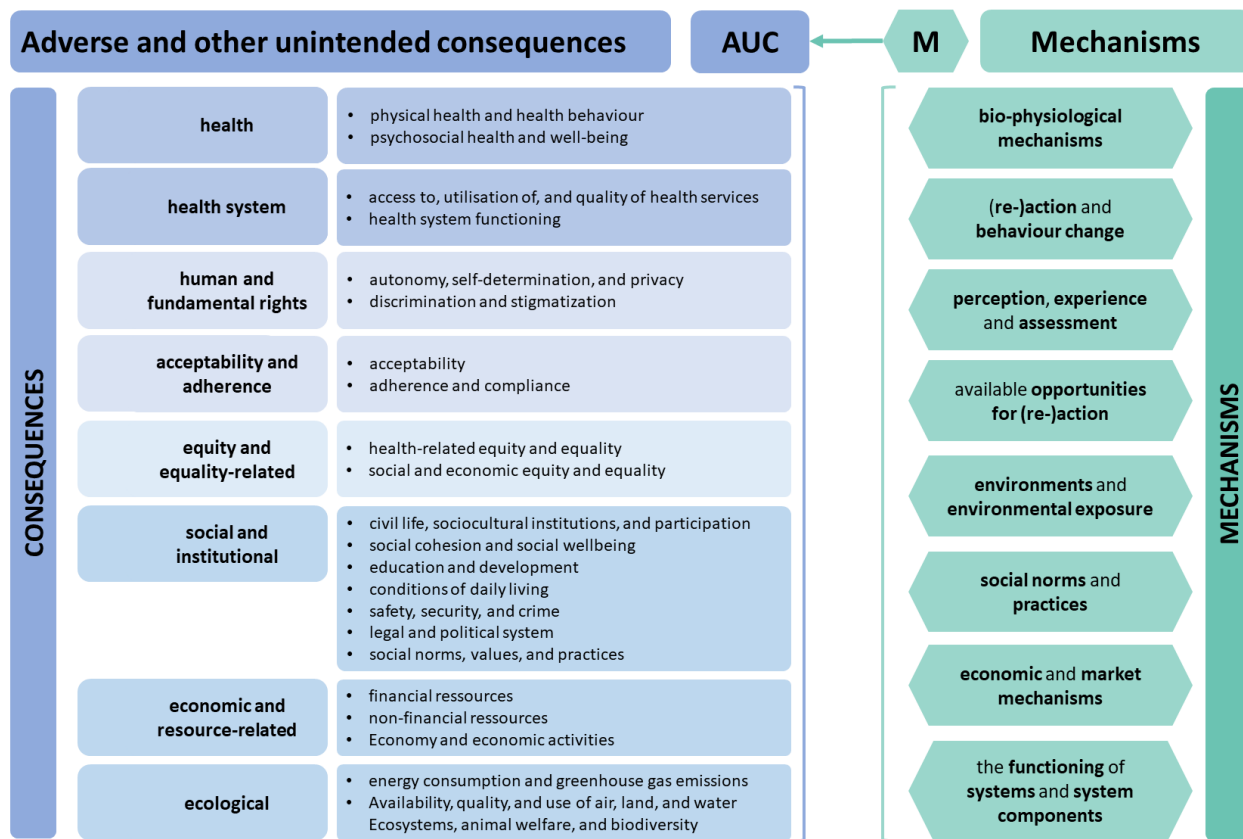 Adverse and other unintended consequences
AUC
M
Mechanisms
CONSEQUENCES
health
• physical health and health behaviour
• psychosocial health and well-being
health system
• access to, utilisation of, and quality of health services
• health system functioning
human and
fundamental rights
• autonomy, self-determination, and privacy
• discrimination and stigmatization
acceptability and
adherence
• acceptability
• adherence and compliance
equity and
equality-related
• health-related equity and equality
• social and economic equity and equality
social and
institutional
• civil life, sociocultural institutions, and participation
• social cohesion and social wellbeing
• education and development
• conditions of daily living
• safety, security, and crime
• legal and political system
• social norms, values, and practices
economic and
resource-related
• financial ressources
• non-financial ressources
• Economy and economic activities
ecological
• energy consumption and greenhouse gas emissions
• Availability, quality, and use of air, land, and water
Ecosystems, animal welfare, and biodiversity
bio-physiological
mechanisms
(re-)action and
behaviour change
perception, experience
and assessment
available opportunities
for (re-)action
environments and
environmental exposure
social norms and
practices
economic and market
mechanisms
the functioning of
systems and system
components
MECHANISMS